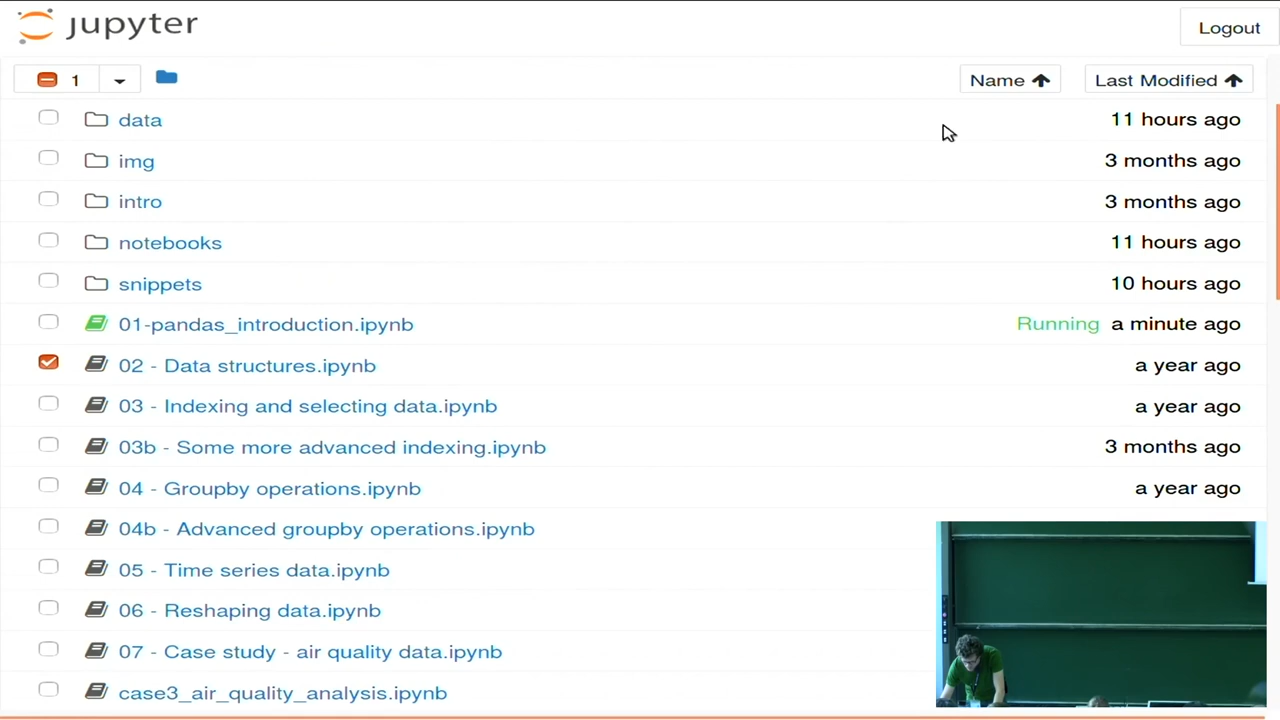 jupyter
Logout
1
Name
Last Modified
data 11 hours ago
img 3 months ago
intro 3 months ago
notebooks 11 hours ago
snippets 10 hours ago
01-pandas_introduction.ipynb Running a minute ago
02 - Data structures.ipynb a year ago
03 - Indexing and selecting data.ipynb a year ago
03b - Some more advanced indexing.ipynb 3 months ago
04 - Groupby operations.ipynb a year ago
04b - Advanced groupby operations.ipynb
05 - Time series data.ipynb
06 - Reshaping data.ipynb
07 - Case study - air quality data.ipynb
case3_air_quality_analysis.ipynb